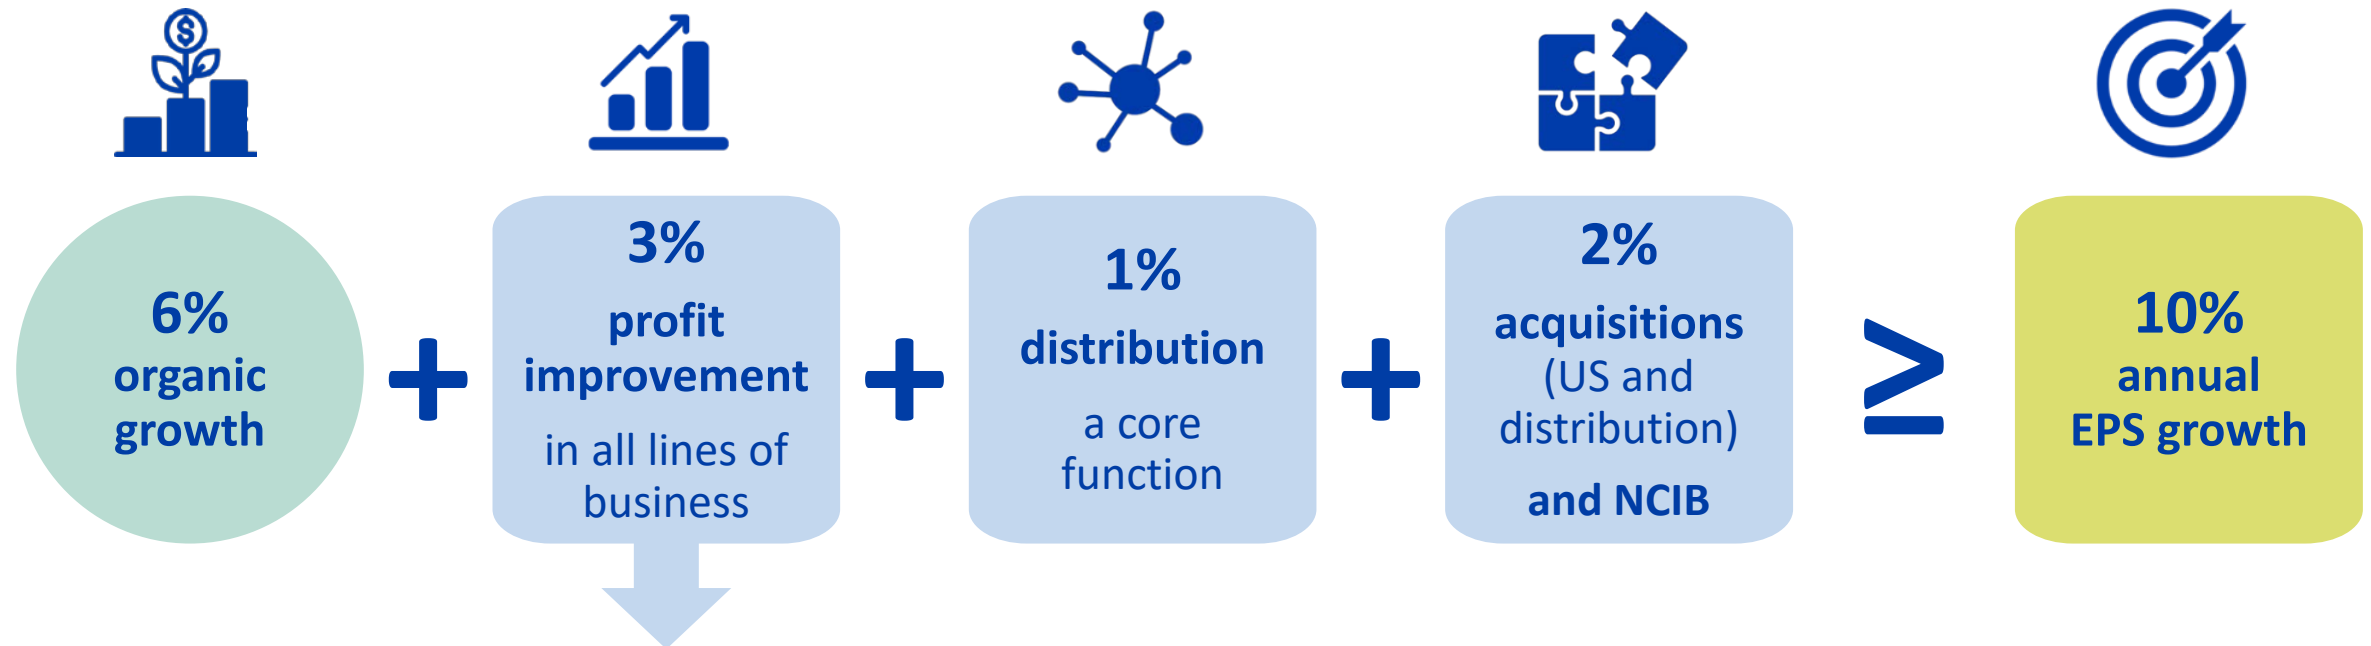 $
6%
organic
growth
+
3%
profit
improvement
in all lines of
business
+
1%
distribution
a core
function
+
2%
acquisitions
(US and
distribution)
and NCIB
≥
10%
annual
EPS growth